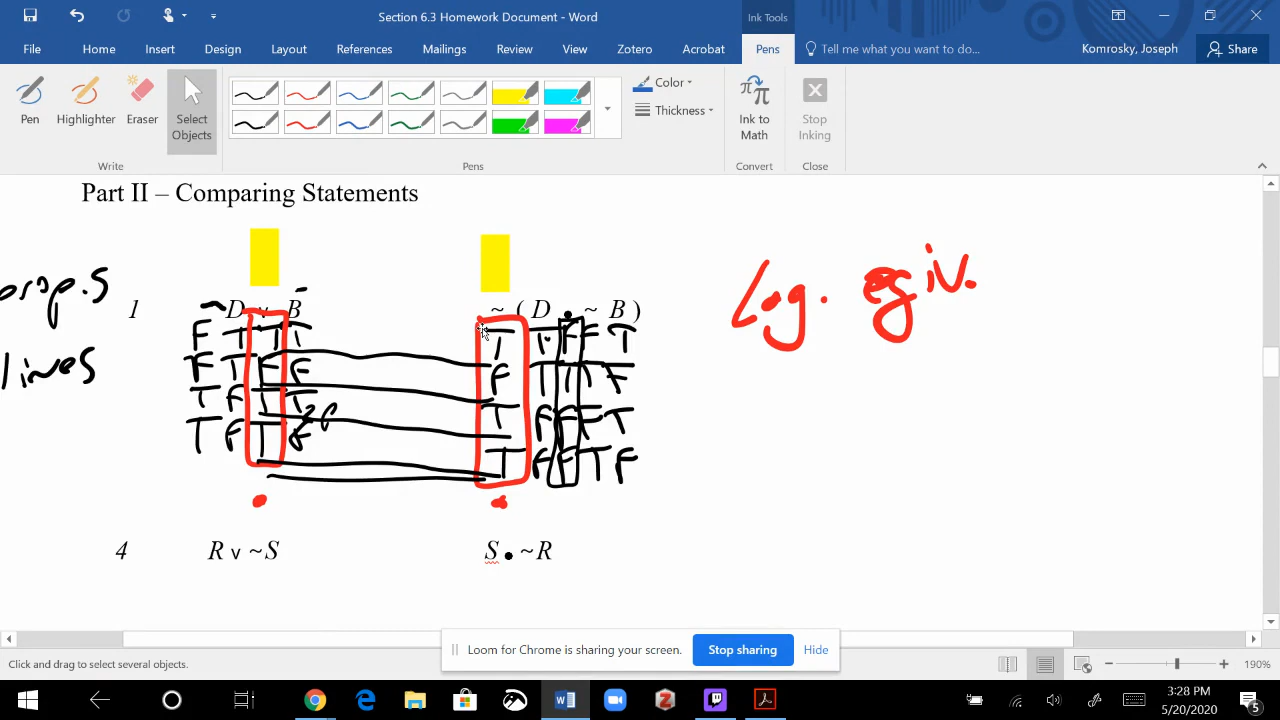 Section 6.3 Homework Document - Word
Ink Tools
File Home Insert Design Layout References Mailings Review View Zotero Acrobat Pens Tell me what you want to do... Komrosky, Joseph Share
Pen Highlighter Eraser Select Objects
Color
Thickness
Ink to Math
Stop Inking
Write Pens Convert Close
Part II – Comparing Statements
prop.s
1 ~ D v B ~ ( D • ~ B )
F T T T T T F F T
F T F F F T T T F
T F T T T F F F T
T F T F T F F T F
lines
Log. eqiv.
4 R v ~S S • ~R
Loom for Chrome is sharing your screen. Stop sharing Hide
Click and drag to select several objects. 190%
3:28 PM
5/20/2020
5